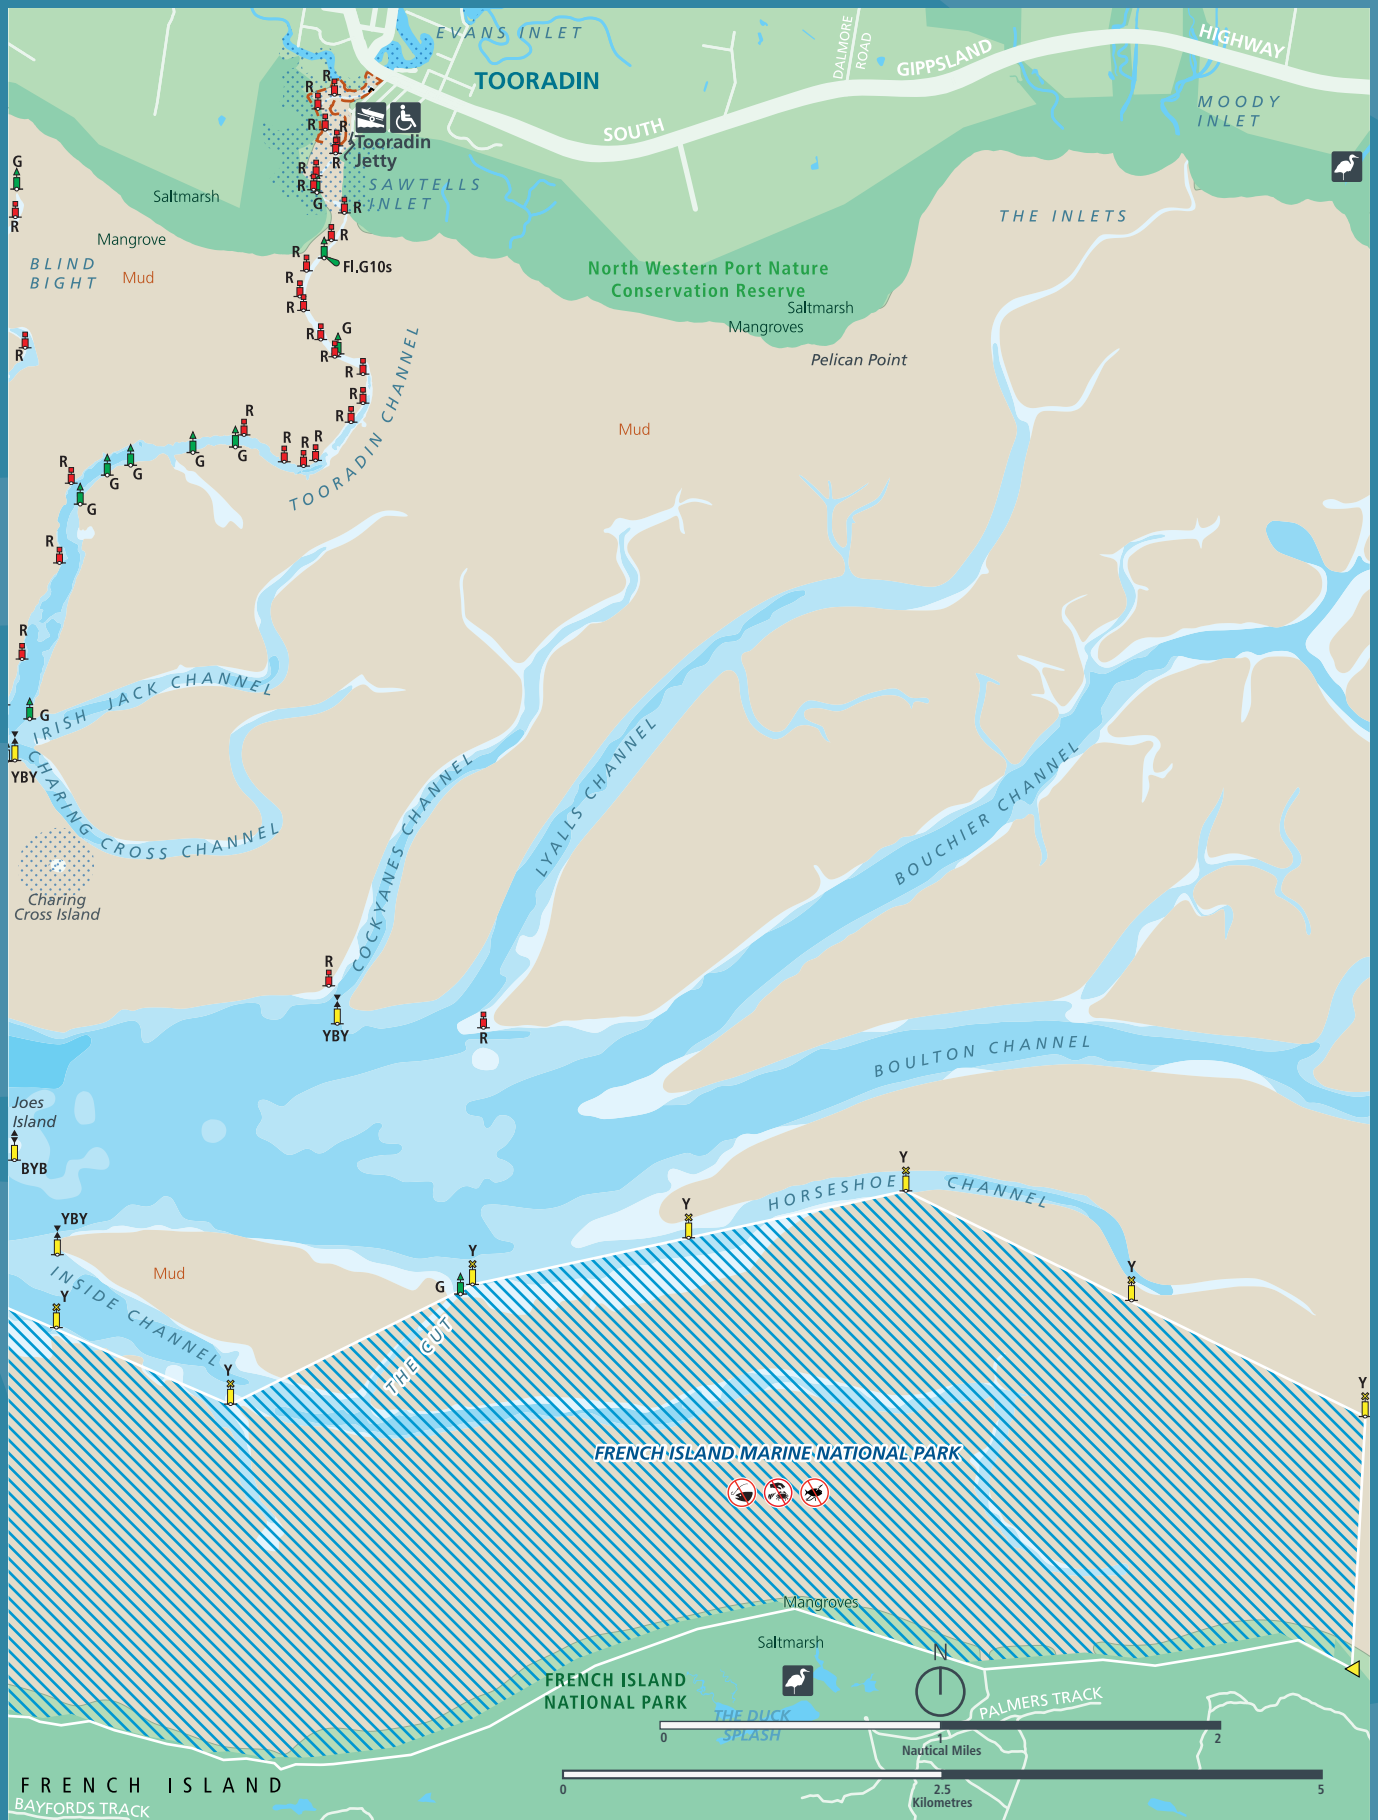 EVANS INLET
DALMORE
ROAD
GIPPSLAND
HIGHWAY
TOORADIN
R
R
MOODY
INLET
SOUTH
R
R
Tooradin
Jetty
R
G
R
R
SAWTELLS
INLET
Saltmarsh
G
R
THE INLETS
R
Mangrove
R
BLIND
BIGHT
R
Fl.G10s
Mud
R
North Western Port Nature
Conservation Reserve
R
Saltmarsh
Mangroves
R
G
R
R
Pelican Point
R
R
R
TOORADIN CHANNEL
R
G
G
R
R
R
Mud
R
G
G
G
R
R
IRISH JACK CHANNEL
G
YBY
CHARING CROSS CHANNEL
COCKYANES CHANNEL
LYALLS CHANNEL
BOUCHIER CHANNEL
Charing
Cross Island
R
YBY
R
BOULTON CHANNEL
Joes
Island
BYB
Y
HORSESHOE CHANNEL
Y
YBY
Y
Mud
G
Y
INSIDE CHANNEL
Y
THE GUT
Y
Y
FRENCH ISLAND MARINE NATIONAL PARK
Mangroves
Saltmarsh
N
FRENCH ISLAND
NATIONAL PARK
PALMERS TRACK
THE DUCK
SPLASH
0 1 2
Nautical Miles
FRENCH ISLAND
0 2.5 5
Kilometres
BAYFORDS TRACK